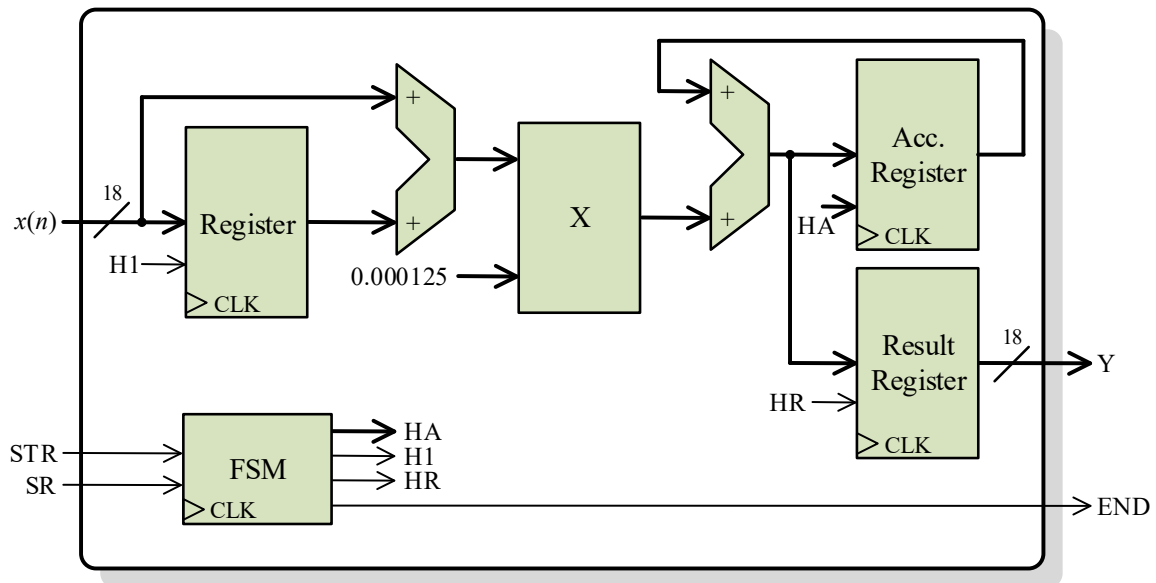 18
x(n)
Register
H1
CLK
+
+
0.000125
X
+
+
Acc.
Register
HA
CLK
Result
Register
HR
CLK
18
Y
STR
SR
FSM
CLK
HA
H1
HR
END